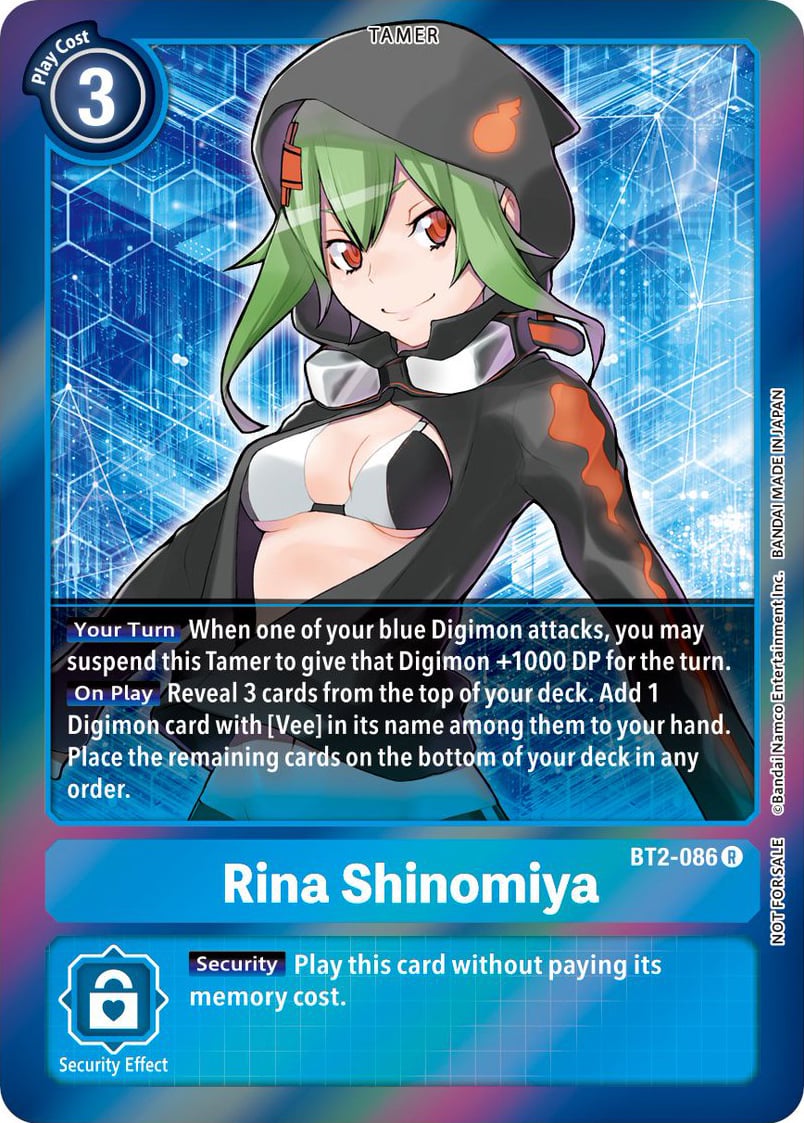 TAMER
Play Cost
3
Your Turn When one of your blue Digimon attacks, you may
suspend this Tamer to give that Digimon +1000 DP for the turn.
On Play Reveal 3 cards from the top of your deck. Add 1
Digimon card with [Vee] in its name among them to your hand.
Place the remaining cards on the bottom of your deck in any
order.
©Bandai Namco Entertainment Inc. BANDAI MADE IN JAPAN
NOT FOR SALE
BT2-086 R
Rina Shinomiya
Security Play this card without paying its
memory cost.
Security Effect